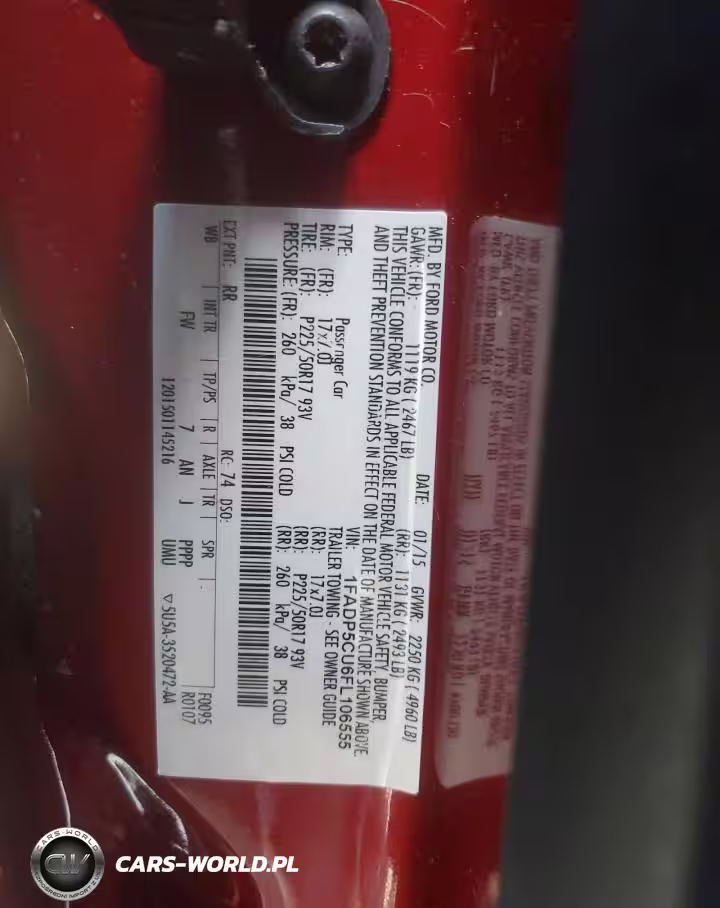 MFD. BY FORD MOTOR CO.
DATE: 01/15 GVWR: 2250 KG ( 4960 LB)
GAWR: (FR): 1119 KG ( 2467 LB) (RR): 1131 KG ( 2493 LB)
THIS VEHICLE CONFORMS TO ALL APPLICABLE FEDERAL MOTOR VEHICLE SAFETY, BUMPER,
AND THEFT PREVENTION STANDARDS IN EFFECT ON THE DATE OF MANUFACTURE SHOWN ABOVE.
VIN: 1FADP5CU6FL106555
TYPE: Passenger Car TRAILER TOWING - SEE OWNER GUIDE
RIM: (FR): 17x7.0J (RR): 17x7.0J
TIRE (FR): P225/50R17 93V (RR): P225/50R17 93V
PRESSURE: (FR): 260 kPa/ 38 PSI COLD (RR): 260 kPa/ 38 PSI COLD
EXT PNT: RR RC: 74 DSO:
F0095
WB INT TR TP/PS R AXLE TR SPR R0107
FW 7 AN J PPPP
UMU
1201501145216 ▽5U5A-3520472-AA
CARS-WORLD
CW
CARS-WORLD.PL